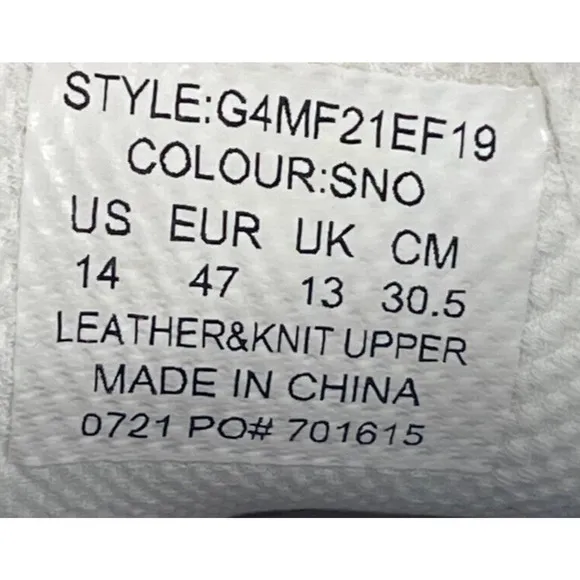 STYLE:G4MF21EF19
COLOUR:SNO
US EUR UK CM
14 47 13 30.5
LEATHER&KNIT UPPER
MADE IN CHINA
0721 PO# 701615